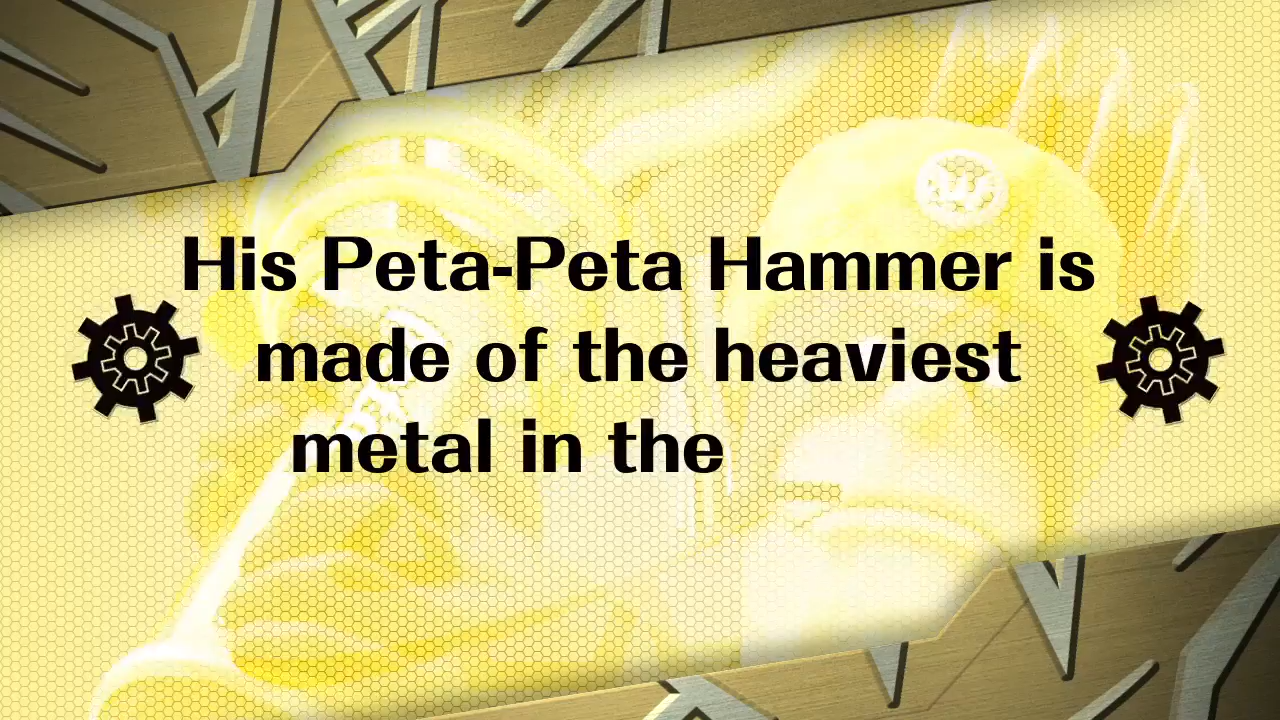 His Peta-Peta Hammer is
made of the heaviest
metal in the